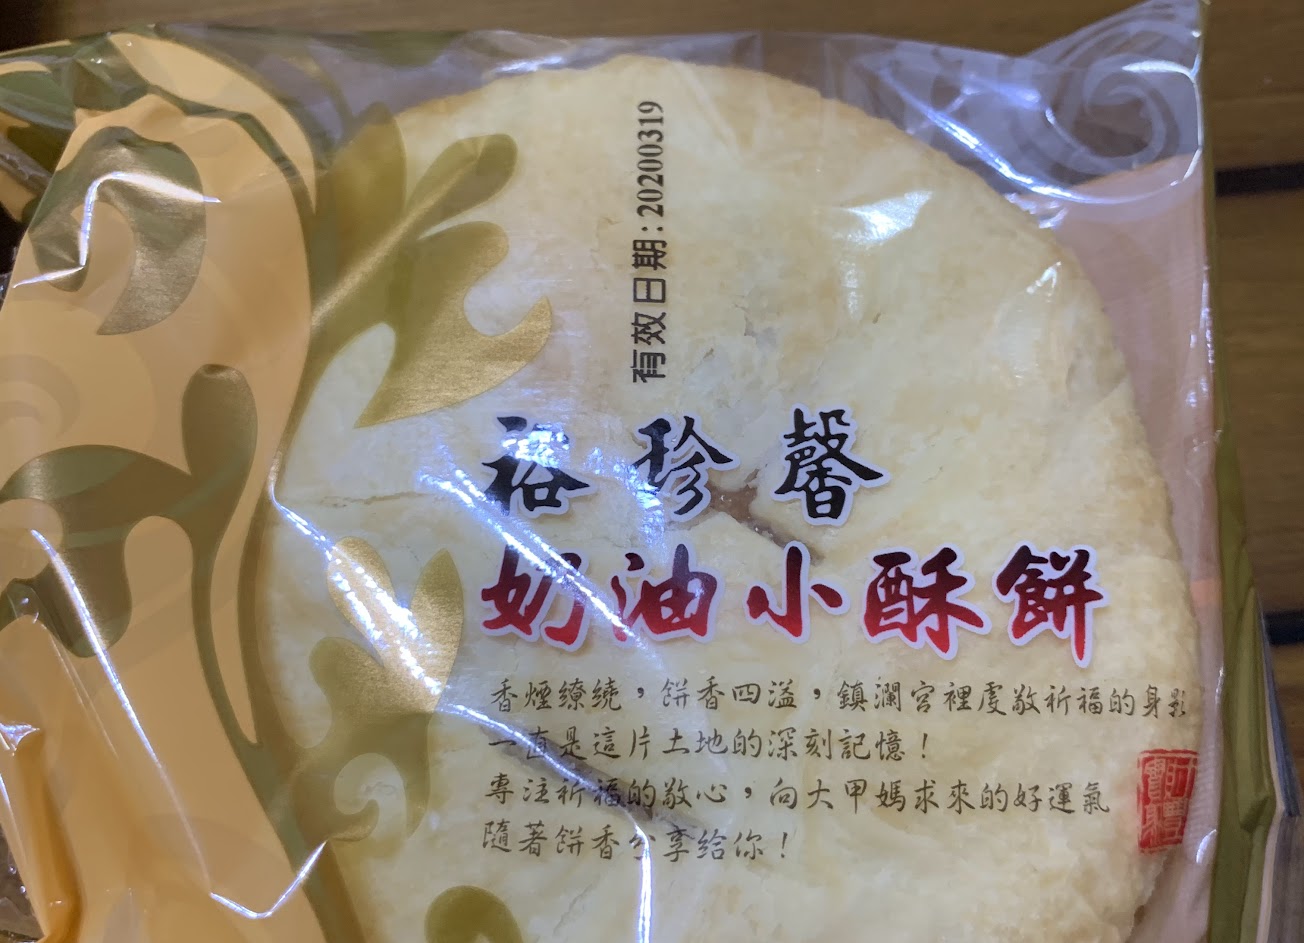 有效日期:20200319
裕珍馨
奶油小酥餅
香煙繚繞，餅香四溢，鎮瀾宮裡虔敬祈福的身影
一直是這片土地的深刻記憶！
專注祈福的敬心，向大甲媽求來的好運氣
隨著餅香分享給你！